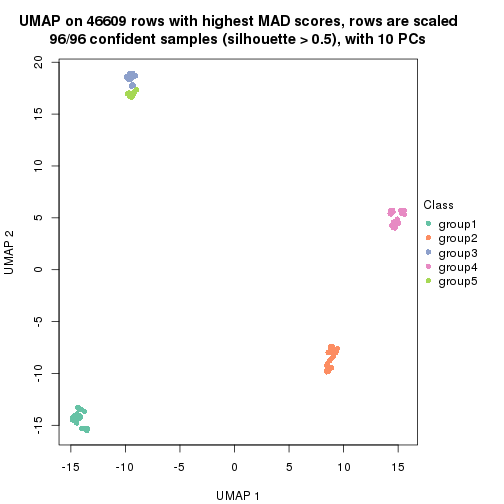 UMAP on 46609 rows with highest MAD scores, rows are scaled
96/96 confident samples (silhouette > 0.5), with 10 PCs
20
15
10
5
0
-5
-10
-15
UMAP 2
-15
-10
-5
0
5
10
15
UMAP 1
Class
group1
group2
group3
group4
group5